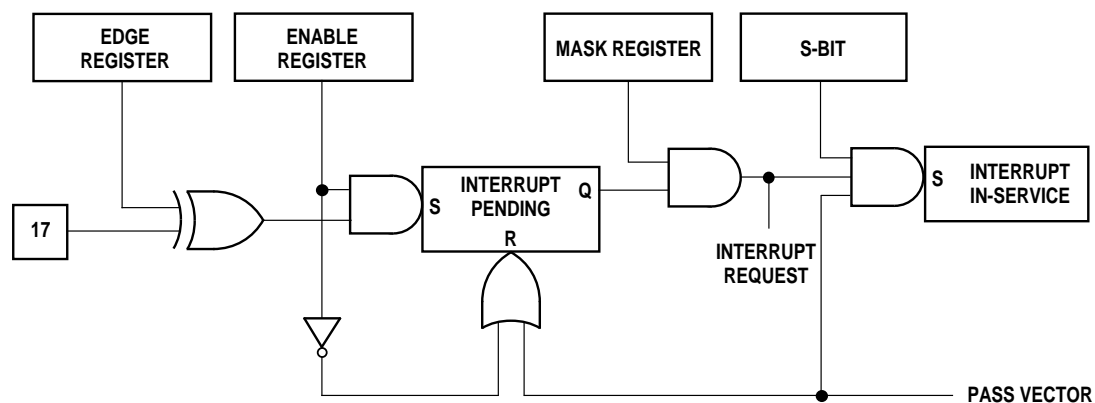 EDGE
REGISTER
ENABLE
REGISTER
MASK REGISTER
S-BIT
17
S
INTERRUPT
PENDING
Q
R
S
INTERRUPT
IN-SERVICE
INTERRUPT
REQUEST
PASS VECTOR